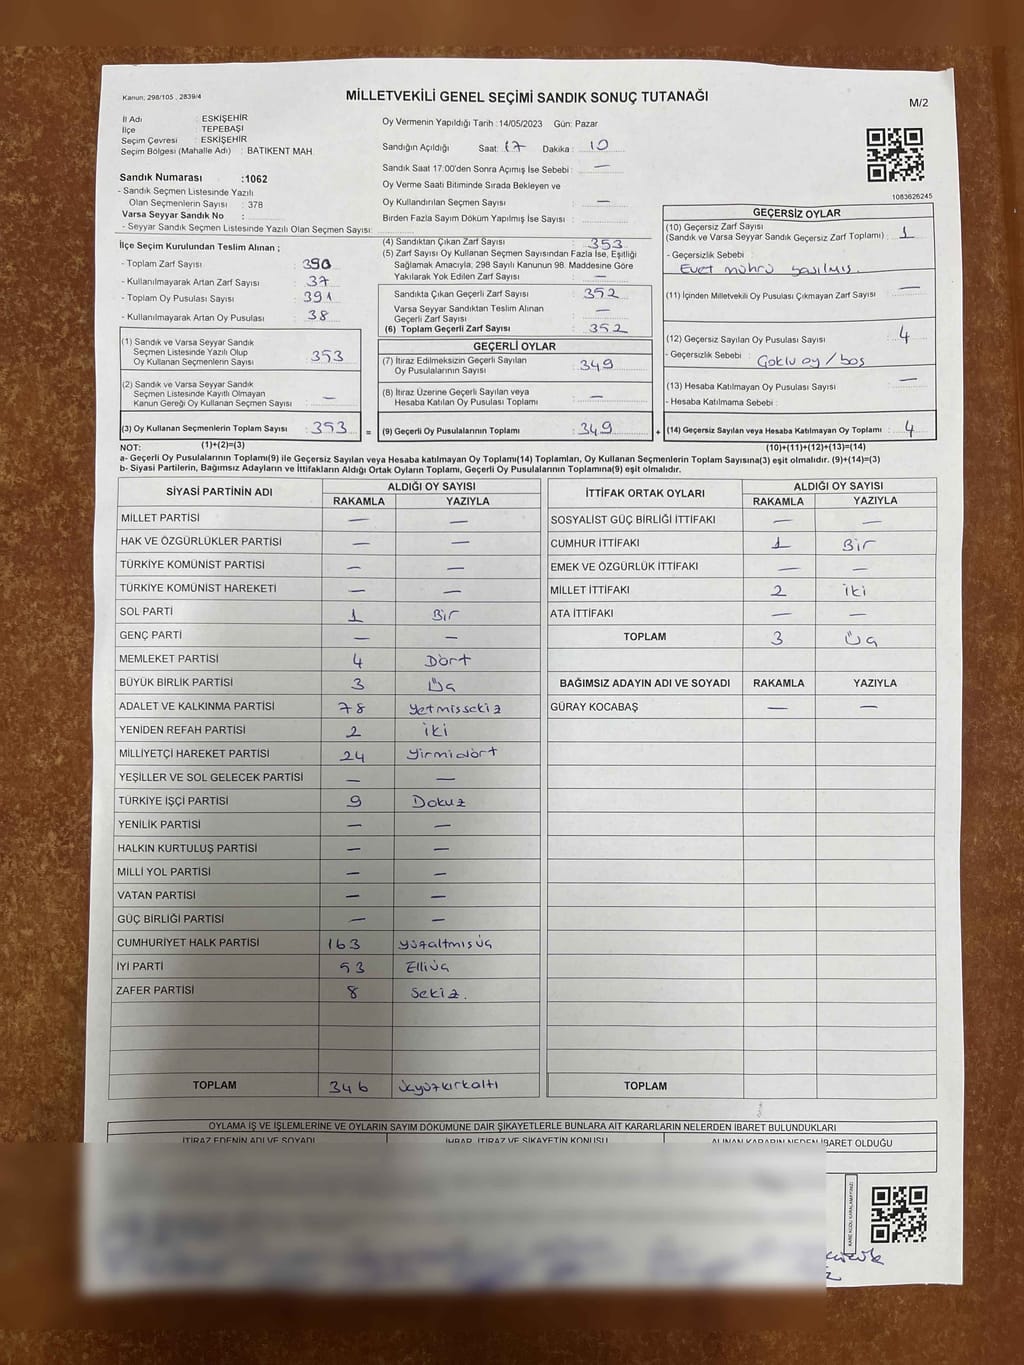 Kanun; 298/105 , 2839/4
MİLLETVEKİLİ GENEL SEÇİMİ SANDIK SONUÇ TUTANAĞI
M/2
İl Adı : ESKİŞEHİR
İlçe : TEPEBAŞI
Seçim Çevresi : ESKİŞEHİR
Seçim Bölgesi (Mahalle Adı) : BATIKENT MAH.
Sandık Numarası :1062
- Sandık Seçmen Listesinde Yazılı
Olan Seçmenlerin Sayısı : 378
Varsa Seyyar Sandık No :
- Seyyar Sandık Seçmen Listesinde Yazılı Olan Seçmen Sayısı:
Oy Vermenin Yapıldığı Tarih :14/05/2023 Gün: Pazar
Sandığın Açıldığı Saat: 17 Dakika : 10
Sandık Saat 17:00'den Sonra Açımış İse Sebebi : —
Oy Verme Saati Bitiminde Sırada Bekleyen ve
Oy Kullandırılan Seçmen Sayısı : —
Birden Fazla Sayım Döküm Yapılmış İse Sayısı :
1083626245
İlçe Seçim Kurulundan Teslim Alınan ;
- Toplam Zarf Sayısı : 390
- Kullanılmayarak Artan Zarf Sayısı : 37
- Toplam Oy Pusulası Sayısı : 391
- Kullanılmayarak Artan Oy Pusulası : 38
(1) Sandık ve Varsa Seyyar Sandık
Seçmen Listesinde Yazılı Olup
Oy Kullanan Seçmenlerin Sayısı : 353
(2) Sandık ve Varsa Seyyar Sandık
Seçmen Listesinde Kayıtlı Olmayan
Kanun Gereği Oy Kullanan Seçmen Sayısı : —
(3) Oy Kullanan Seçmenlerin Toplam Sayısı : 353
(4) Sandıktan Çıkan Zarf Sayısı : 353
(5) Zarf Sayısı Oy Kullanan Seçmen Sayısından Fazla İse, Eşitliği
Sağlamak Amacıyla; 298 Sayılı Kanunun 98. Maddesine Göre
Yakılarak Yok Edilen Zarf Sayısı : —
Sandıkta Çıkan Geçerli Zarf Sayısı : 352
Varsa Seyyar Sandıktan Teslim Alınan
Geçerli Zarf Sayısı : —
(6) Toplam Geçerli Zarf Sayısı : 352
GEÇERLİ OYLAR
(7) İtiraz Edilmeksizin Geçerli Sayılan
Oy Pusulalarının Sayısı : 349
(8) İtiraz Üzerine Geçerli Sayılan veya
Hesaba Katılan Oy Pusulası Toplamı : —
= (9) Geçerli Oy Pusulalarının Toplamı : 349
GEÇERSİZ OYLAR
(10) Geçersiz Zarf Sayısı
(Sandık ve Varsa Seyyar Sandık Geçersiz Zarf Toplamı) : 1
- Geçersizlik Sebebi :
Evet mührü basılmış.
(11) İçinden Milletvekili Oy Pusulası Çıkmayan Zarf Sayısı : —
(12) Geçersiz Sayılan Oy Pusulası Sayısı : 4
- Geçersizlik Sebebi : Çoklu oy / boş
(13) Hesaba Katılmayan Oy Pusulası Sayısı : —
- Hesaba Katılmama Sebebi :
+ (14) Geçersiz Sayılan veya Hesaba Katılmayan Oy Toplamı : 4
NOT: (1)+(2)=(3) (10)+(11)+(12)+(13)=(14)
a- Geçerli Oy Pusulalarının Toplamı(9) ile Geçersiz Sayılan veya Hesaba katılmayan Oy Toplamı(14) Toplamları, Oy Kullanan Seçmenlerin Toplam Sayısına(3) eşit olmalıdır. (9)+(14)=(3)
b- Siyasi Partilerin, Bağımsız Adayların ve İttifakların Aldığı Ortak Oyların Toplamı, Geçerli Oy Pusulalarının Toplamına(9) eşit olmalıdır.
SİYASİ PARTİNİN ADI ALDIĞI OY SAYISI
RAKAMLA YAZIYLA
MİLLET PARTİSİ — —
HAK VE ÖZGÜRLÜKLER PARTİSİ — —
TÜRKİYE KOMÜNİST PARTİSİ — —
TÜRKİYE KOMÜNİST HAREKETİ — —
SOL PARTİ 1 Bir
GENÇ PARTİ — —
MEMLEKET PARTİSİ 4 Dört
BÜYÜK BİRLİK PARTİSİ 3 Üç
ADALET VE KALKINMA PARTİSİ 78 yetmişsekiz
YENİDEN REFAH PARTİSİ 2 iki
MİLLİYETÇİ HAREKET PARTİSİ 24 Yirmidört
YEŞİLLER VE SOL GELECEK PARTİSİ — —
TÜRKİYE İŞÇİ PARTİSİ 9 Dokuz
YENİLİK PARTİSİ — —
HALKIN KURTULUŞ PARTİSİ — —
MİLLİ YOL PARTİSİ — —
VATAN PARTİSİ — —
GÜÇ BİRLİĞİ PARTİSİ — —
CUMHURİYET HALK PARTİSİ 163 yüzaltmışüç
İYİ PARTİ 53 Elliüç
ZAFER PARTİSİ 8 Sekiz.
TOPLAM 346 üçyüzkırkaltı
İTTİFAK ORTAK OYLARI ALDIĞI OY SAYISI
RAKAMLA YAZIYLA
SOSYALİST GÜÇ BİRLİĞİ İTTİFAKI — —
CUMHUR İTTİFAKI 1 Bir
EMEK VE ÖZGÜRLÜK İTTİFAKI — —
MİLLET İTTİFAKI 2 iki
ATA İTTİFAKI — —
TOPLAM 3 Üç
BAĞIMSIZ ADAYIN ADI VE SOYADI RAKAMLA YAZIYLA
GÜRAY KOCABAŞ — —
TOPLAM
OYLAMA İŞ VE İŞLEMLERİNE VE OYLARIN SAYIM DÖKÜMÜNE DAİR ŞİKAYETLERLE BUNLARA AİT KARARLARIN NELERDEN İBARET BULUNDUKLARI
İTİRAZ EDENİN ADI VE SOYADI İHBAR, İTİRAZ VE ŞİKAYETİN KONUSU ALINAN KARARIN NEDEN İBARET OLDUĞU
KARE KODU KARALAMAYINIZ!